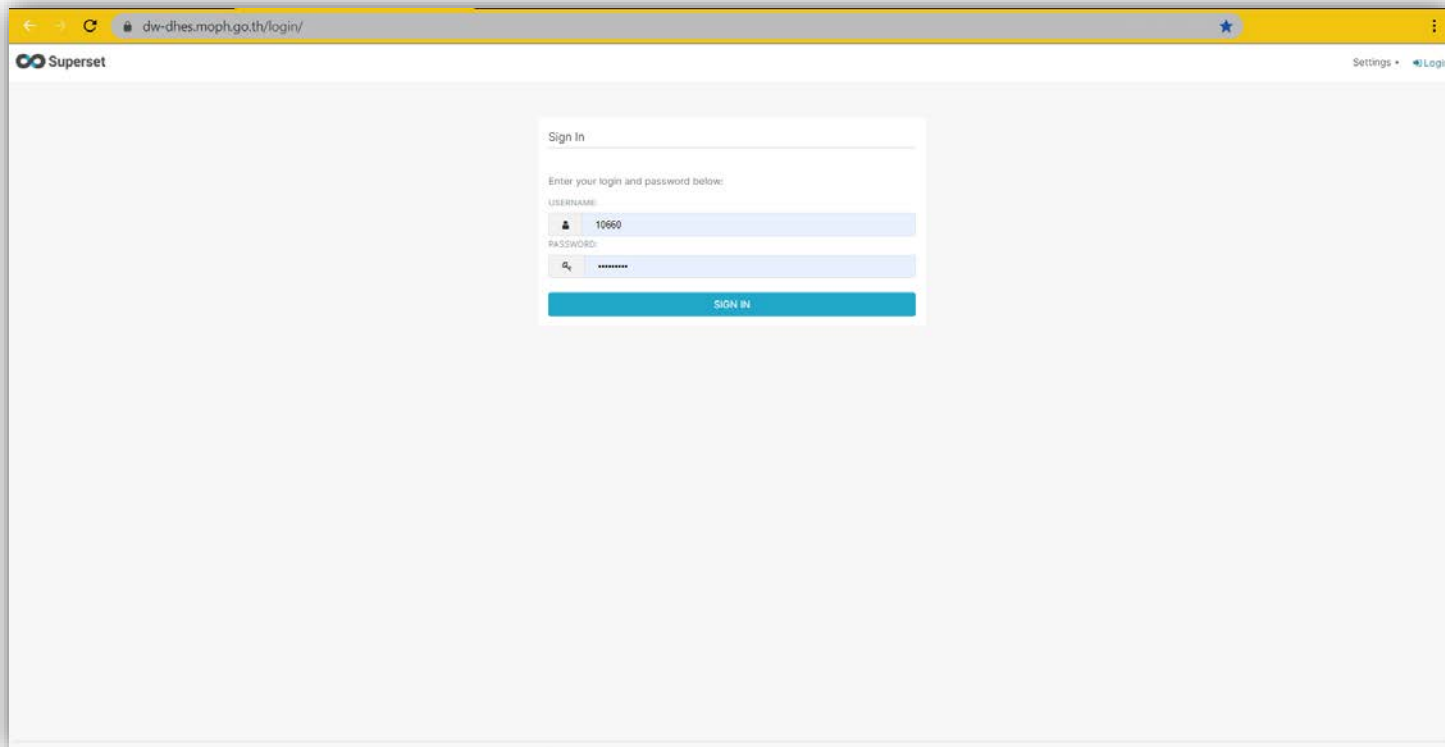 dw-dhes.moph.go.th/login/
Superset
Settings
Login
Sign In
Enter your login and password below:
USERNAME:
10660
PASSWORD:
•••••••••
SIGN IN